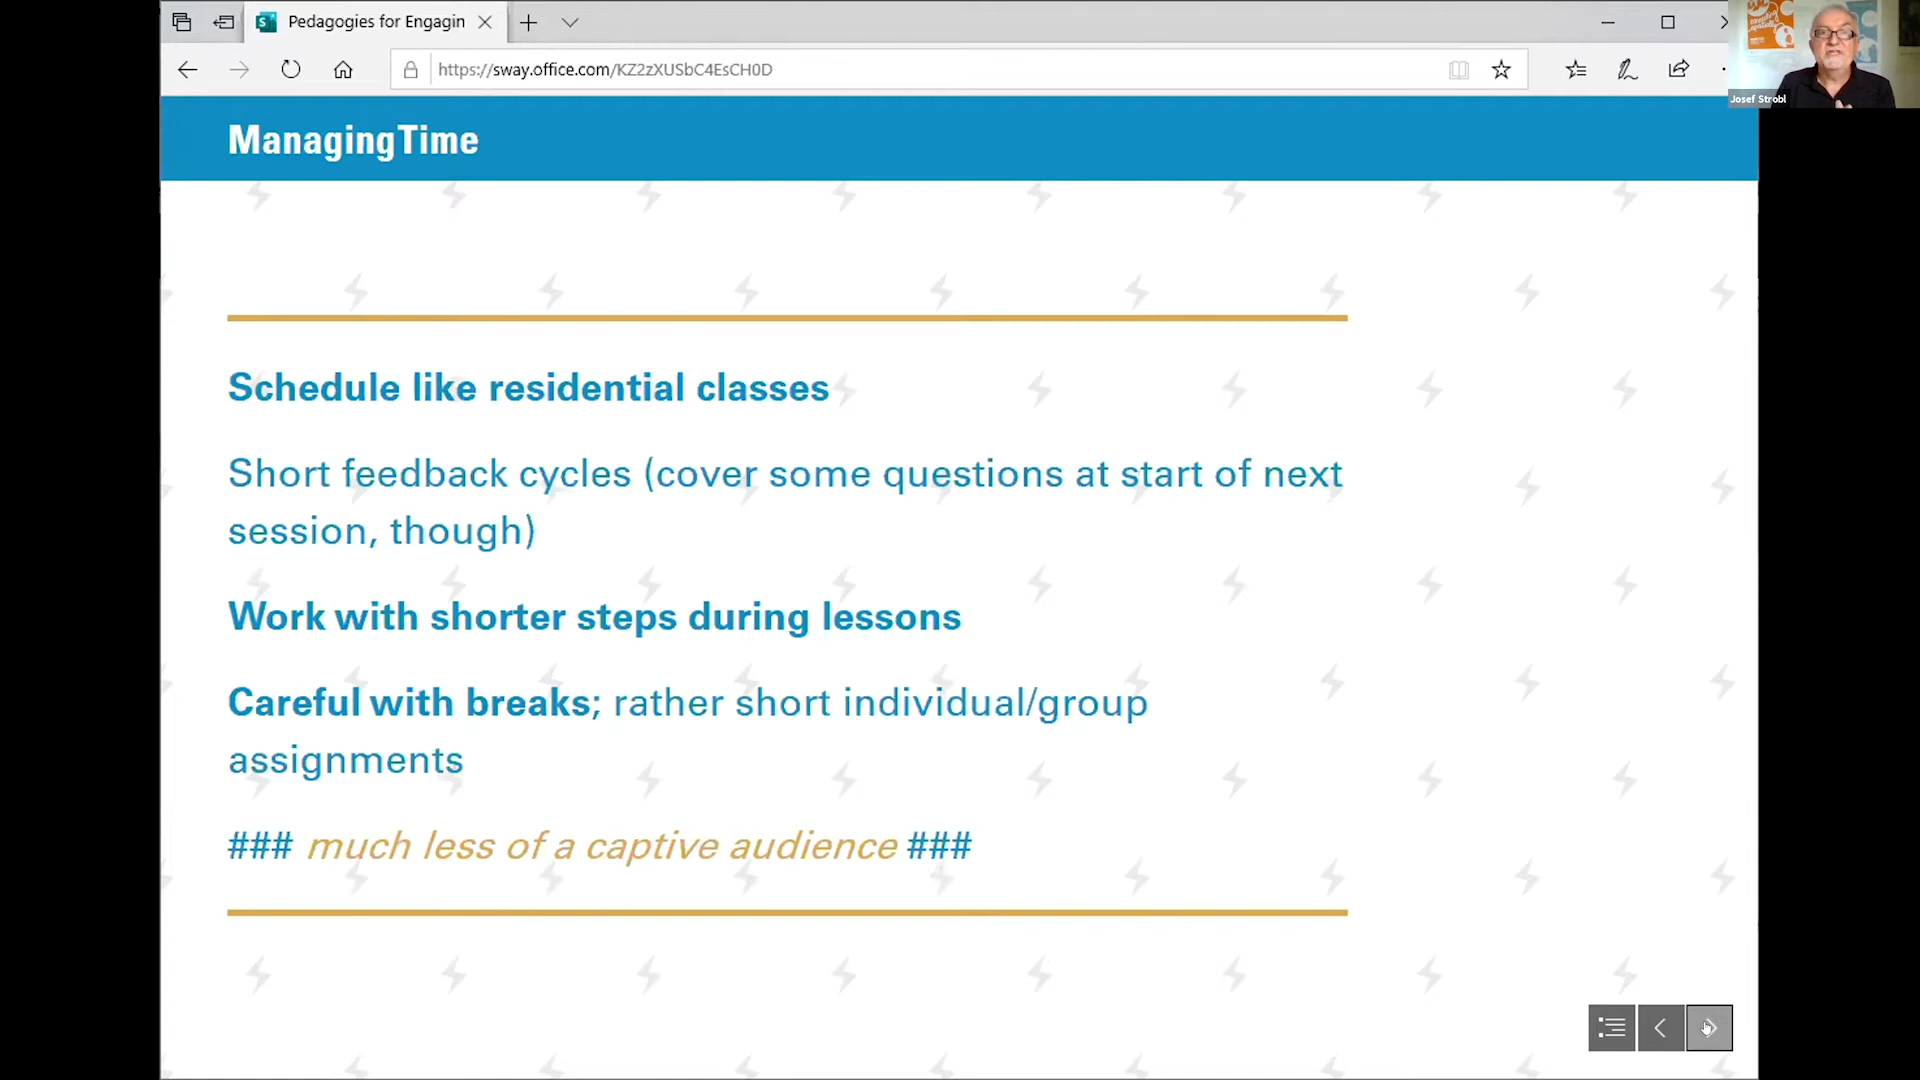 Pedagogies for Engagin
https://sway.office.com/KZ2zXUSbC4EsCH0D
Josef Strobl
Managing Time
Schedule like residential classes
Short feedback cycles (cover some questions at start of next
session, though)
Work with shorter steps during lessons
Careful with breaks; rather short individual/group
assignments
### much less of a captive audience ###